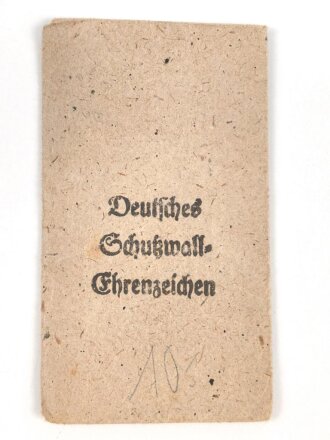 Deutsches
Schutzwall-
Ehrenzeichen
10